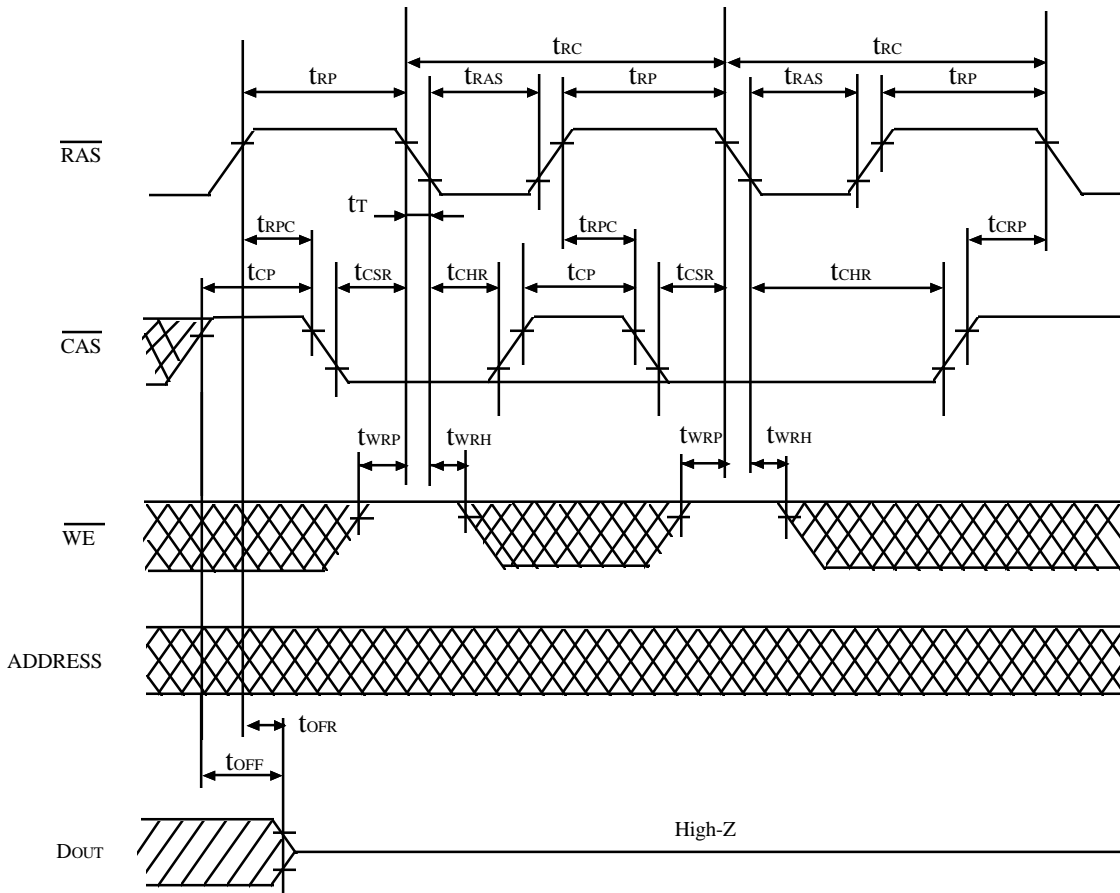 tRC tRC
tRP tRAS tRP tRAS tRP
RAS
tT
tRPC tRPC tCRP
tCP tCSR tCHR tCP tCSR tCHR
CAS
tWRP tWRH tWRP tWRH
WE
ADDRESS
tOFR
tOFF
High-Z
DOUT